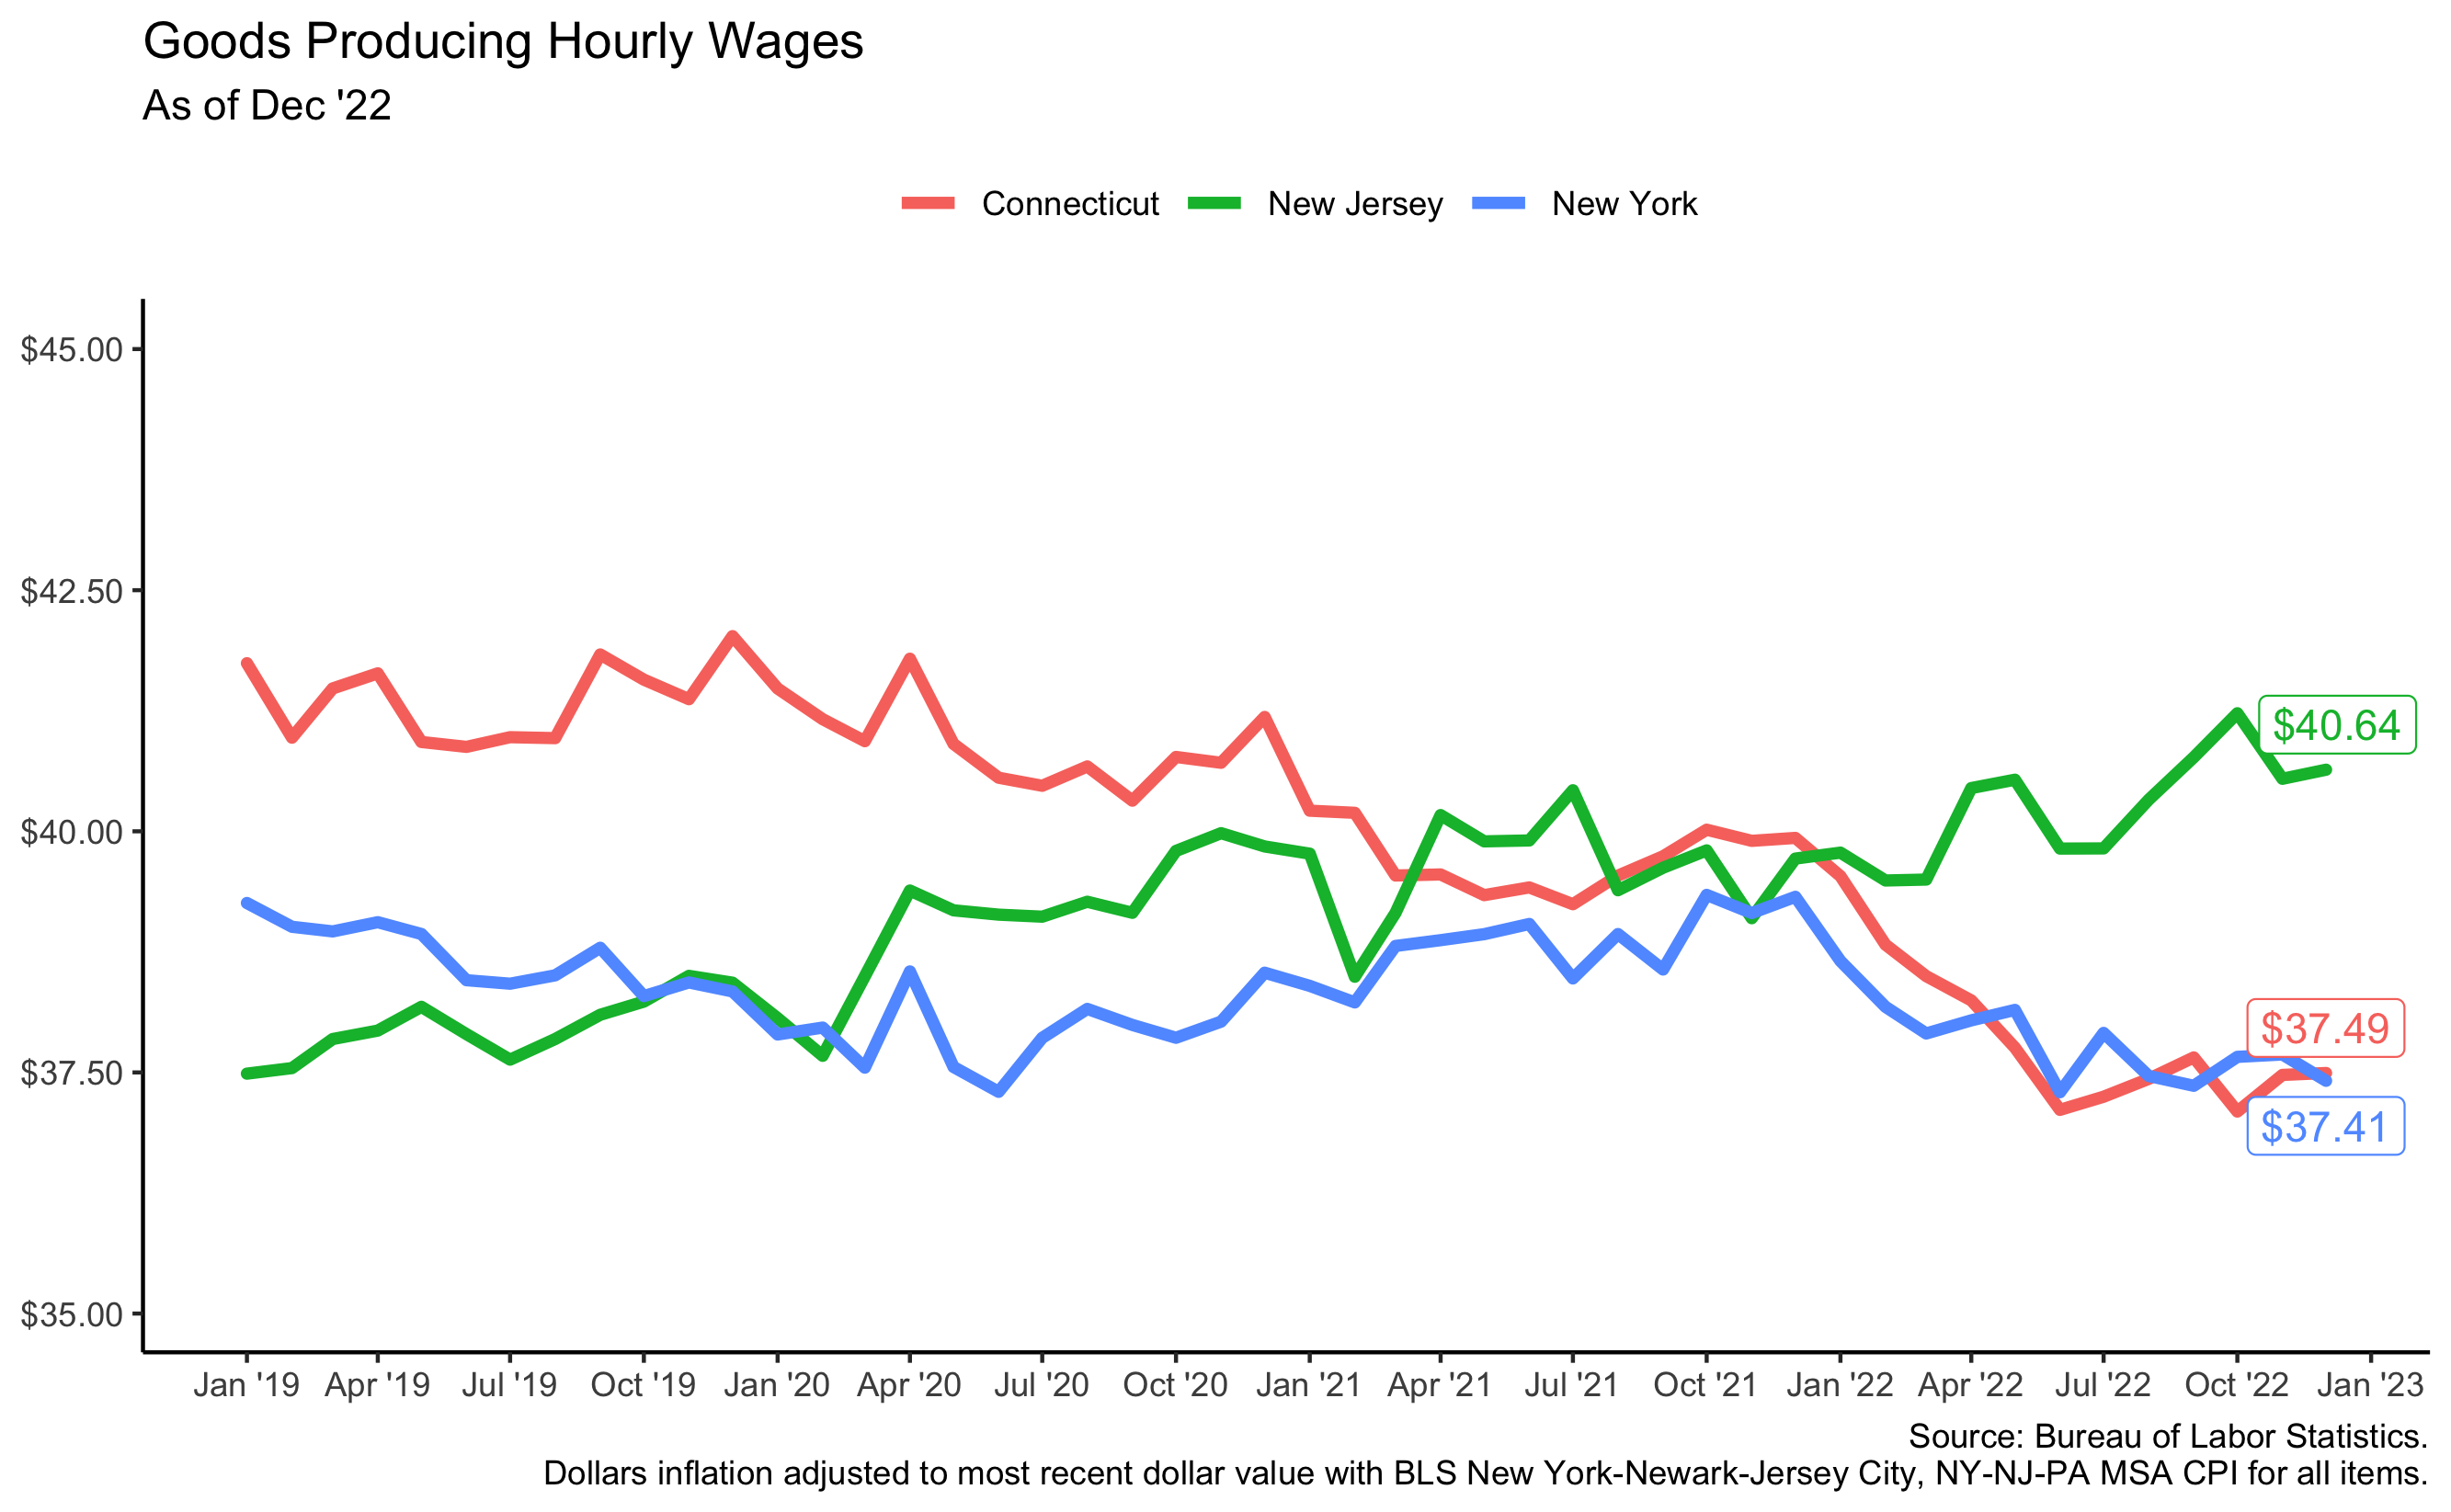 Goods Producing Hourly Wages
As of Dec '22
Connecticut New Jersey New York
$45.00
$42.50
$40.00
$37.50
$35.00
$40.64
$37.49
$37.41
Jan '19 Apr '19 Jul '19 Oct '19 Jan '20 Apr '20 Jul '20 Oct '20 Jan '21 Apr '21 Jul '21 Oct '21 Jan '22 Apr '22 Jul '22 Oct '22 Jan '23
Source: Bureau of Labor Statistics.
Dollars inflation adjusted to most recent dollar value with BLS New York-Newark-Jersey City, NY-NJ-PA MSA CPI for all items.